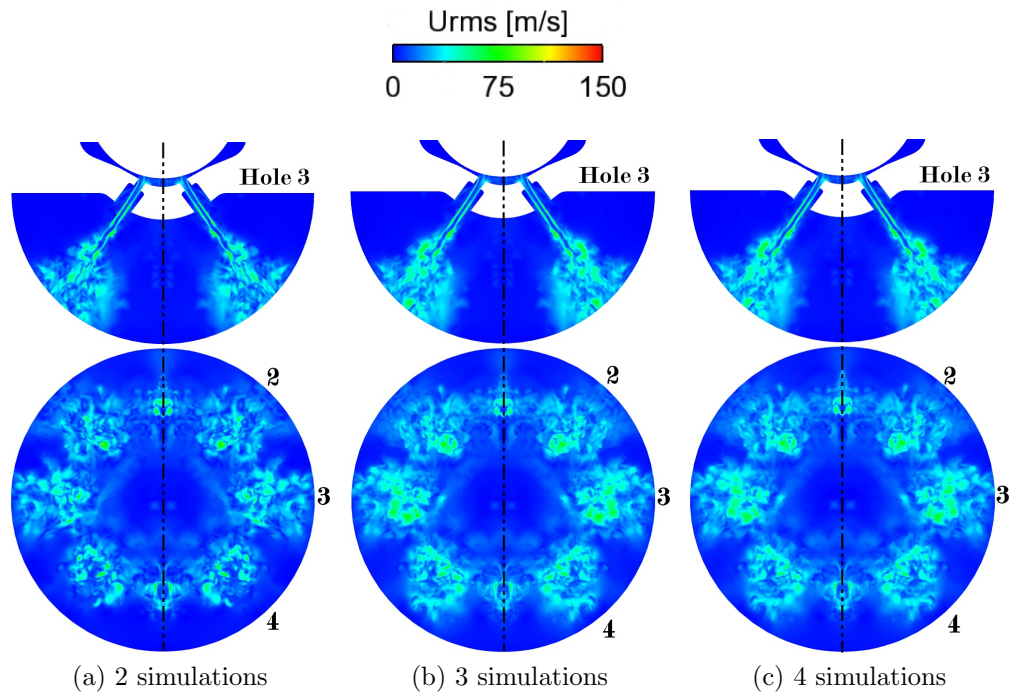 Urms [m/s]
0 75 150
Hole 3 Hole 3 Hole 3
2 2 2
3 3 3
4 4 4
(a) 2 simulations (b) 3 simulations (c) 4 simulations